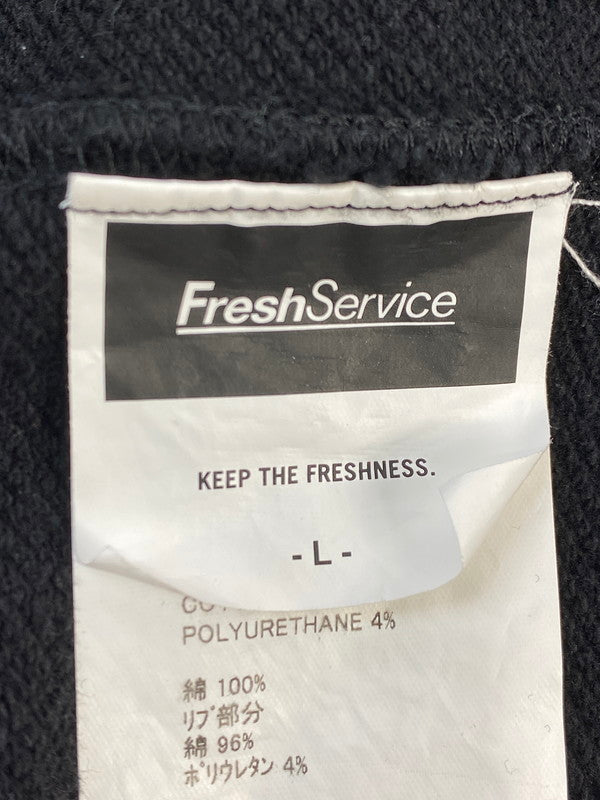 FreshService
KEEP THE FRESHNESS.
- L -
POLYURETHANE 4%
綿 100%
リブ部分
綿 96%
ポリウレタン 4%